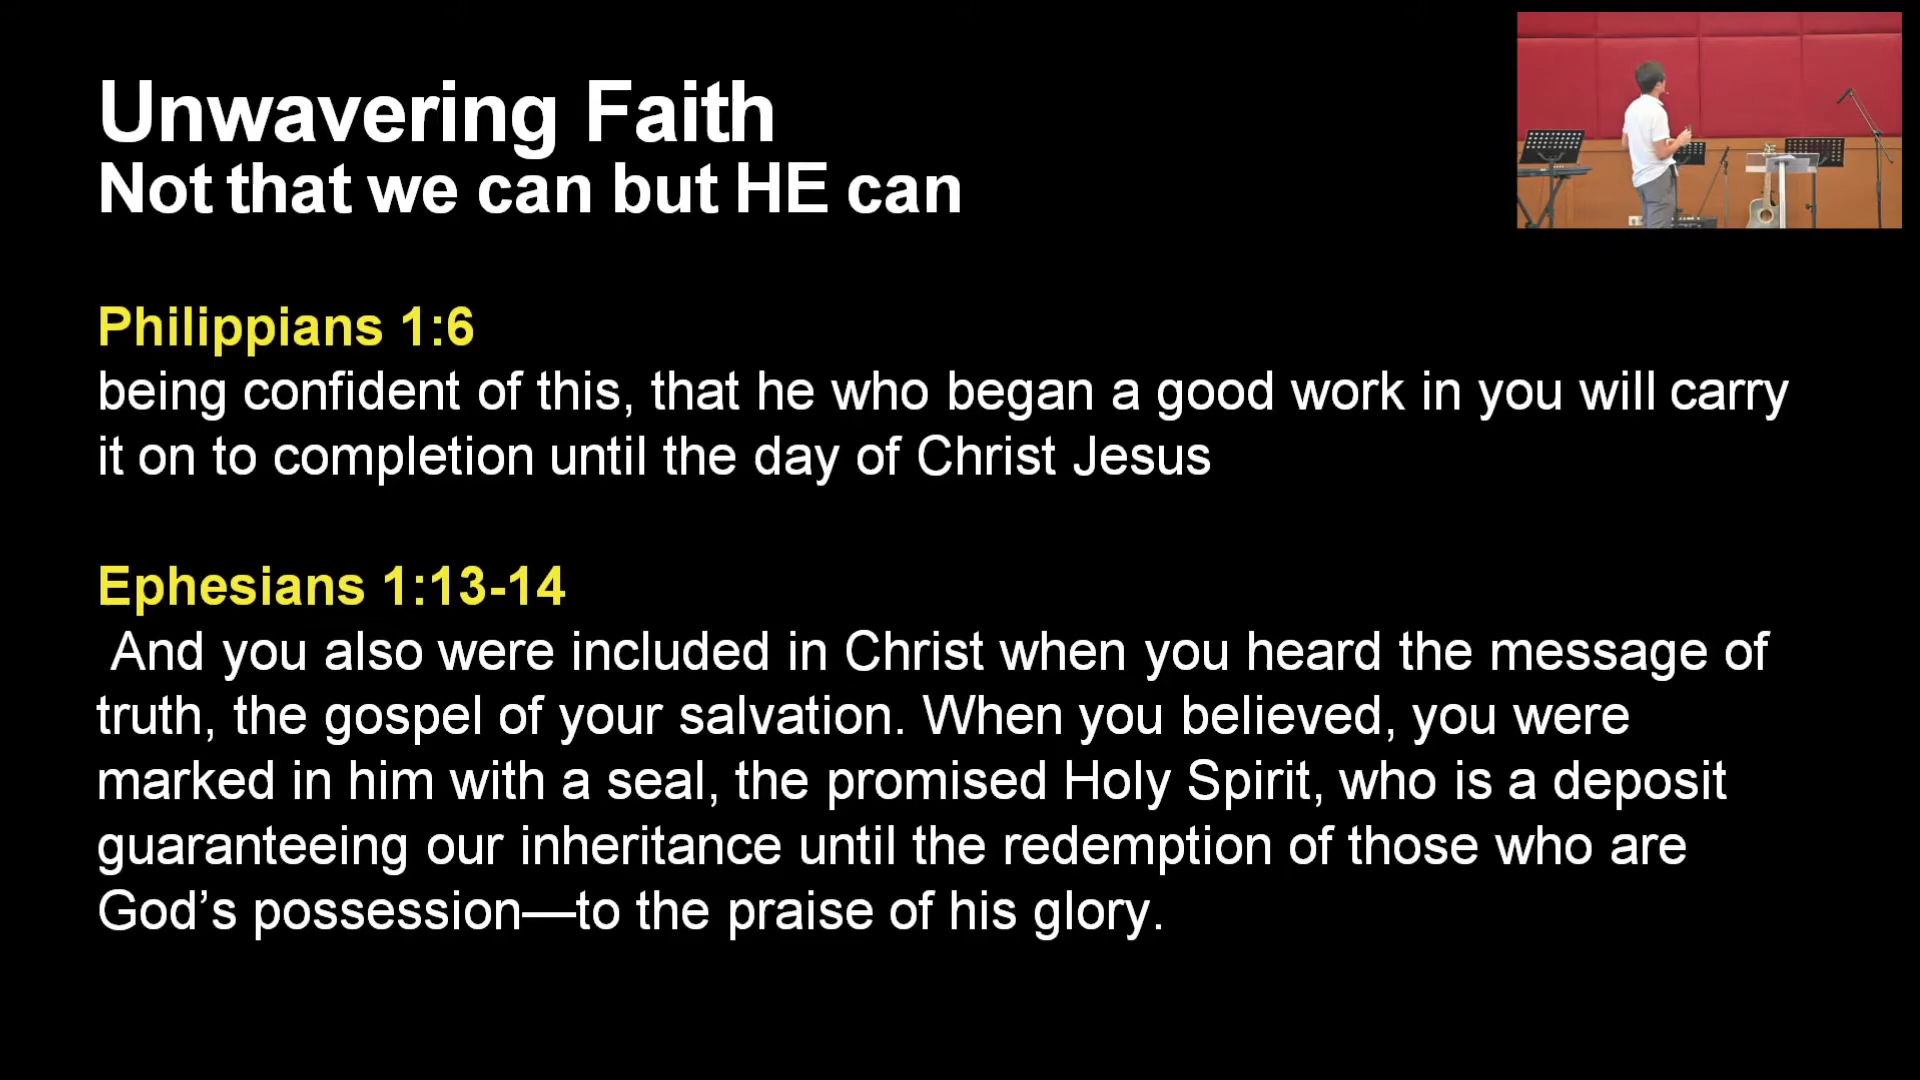 Unwavering Faith
Not that we can but HE can
Philippians 1:6
being confident of this, that he who began a good work in you will carry
it on to completion until the day of Christ Jesus
Ephesians 1:13-14
And you also were included in Christ when you heard the message of
truth, the gospel of your salvation. When you believed, you were
marked in him with a seal, the promised Holy Spirit, who is a deposit
guaranteeing our inheritance until the redemption of those who are
God’s possession—to the praise of his glory.